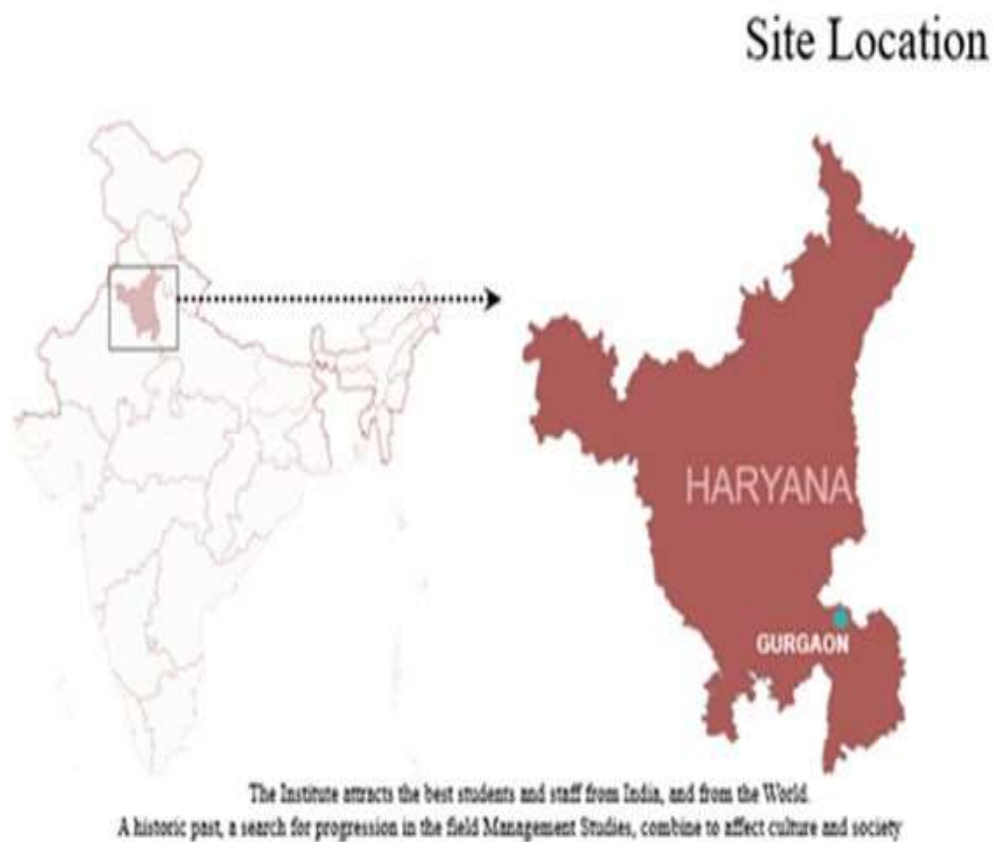 Site Location
HARYANA
GURGAON
The Institute attracts the best students and staff from India, and from the World.
A historic past, a search for progression in the field Management Studies, combine to affect culture and society